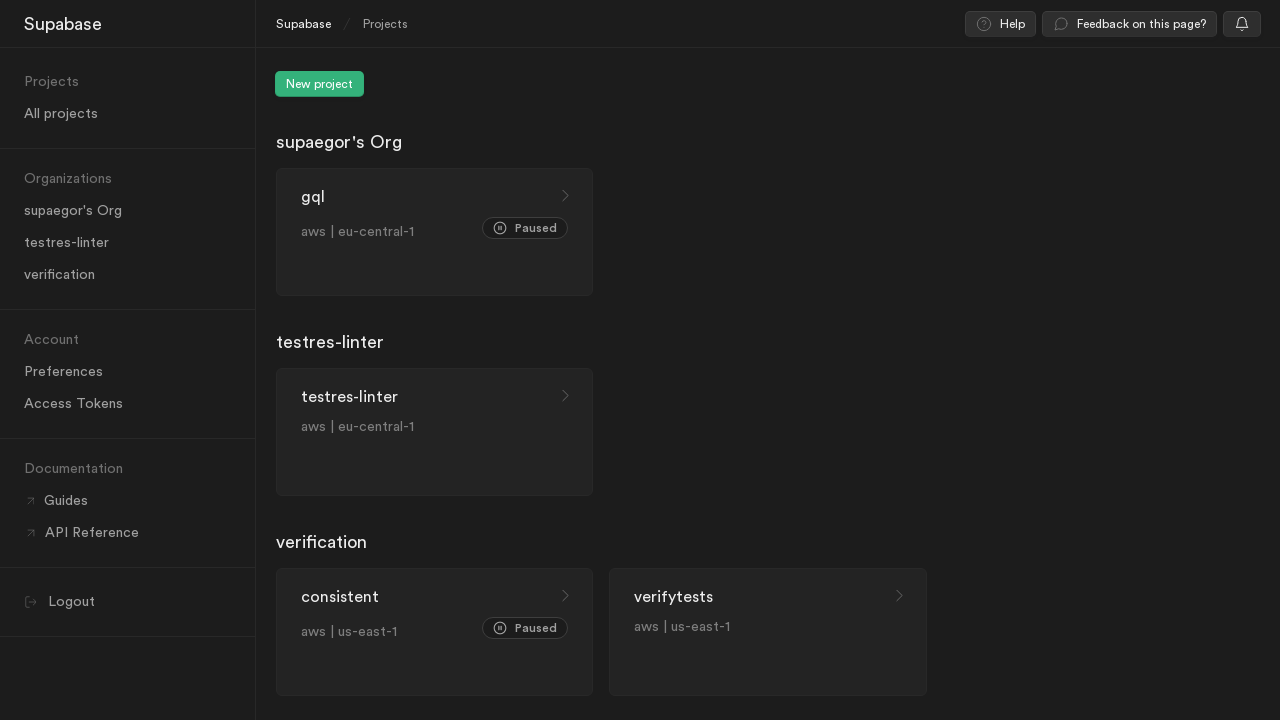 Supabase
Supabase / Projects
Help
Feedback on this page?
Projects
All projects
Organizations
supaegor's Org
testres-linter
verification
Account
Preferences
Access Tokens
Documentation
Guides
API Reference
Logout
New project
supaegor's Org
gql
aws | eu-central-1
Paused
testres-linter
testres-linter
aws | eu-central-1
verification
consistent
aws | us-east-1
Paused
verifytests
aws | us-east-1